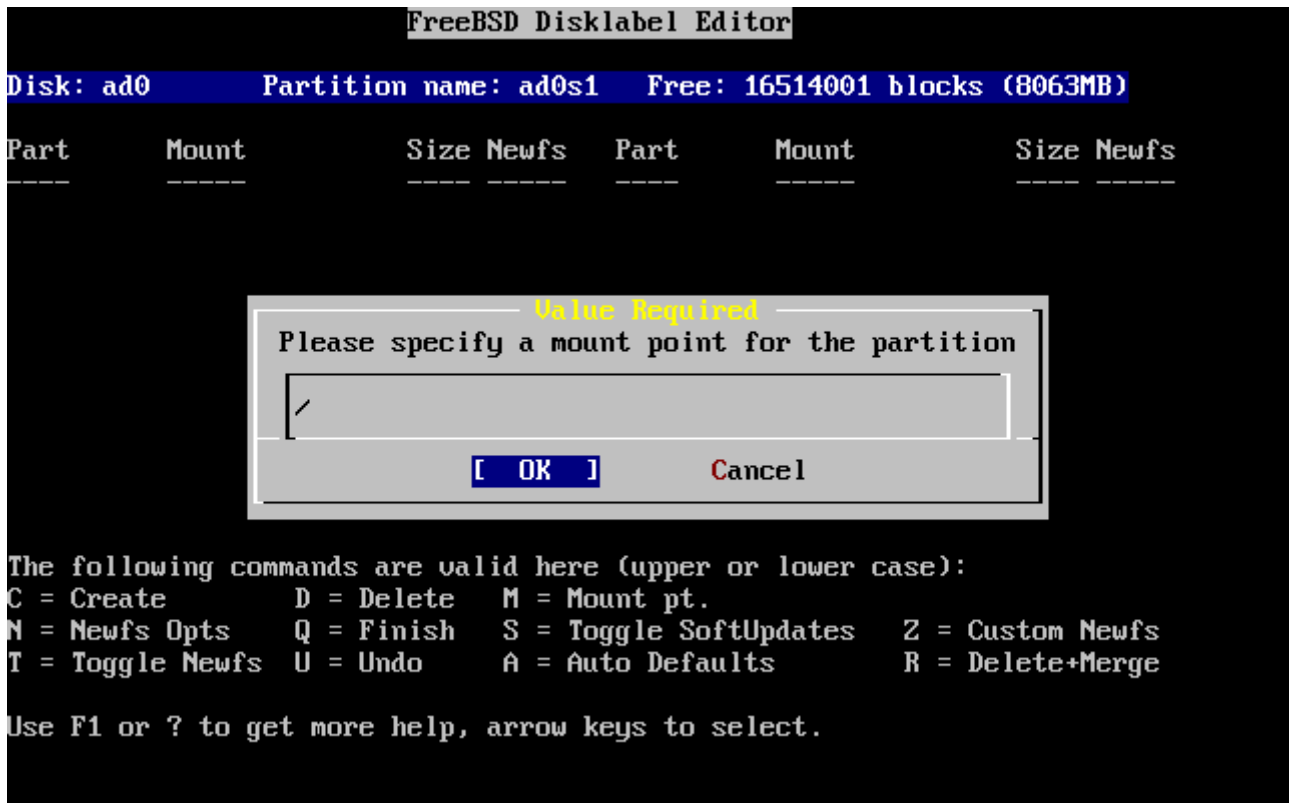 FreeBSD Disklabel Editor
Disk: ad0 Partition name: ad0s1 Free: 16514001 blocks (8063MB)
Part Mount Size Newfs Part Mount Size Newfs
---- ----- ---- ----- ---- ----- ---- -----
Value Required
Please specify a mount point for the partition
/
[ OK ] Cancel
The following commands are valid here (upper or lower case):
C = Create D = Delete M = Mount pt.
N = Newfs Opts Q = Finish S = Toggle SoftUpdates Z = Custom Newfs
T = Toggle Newfs U = Undo A = Auto Defaults R = Delete+Merge
Use F1 or ? to get more help, arrow keys to select.